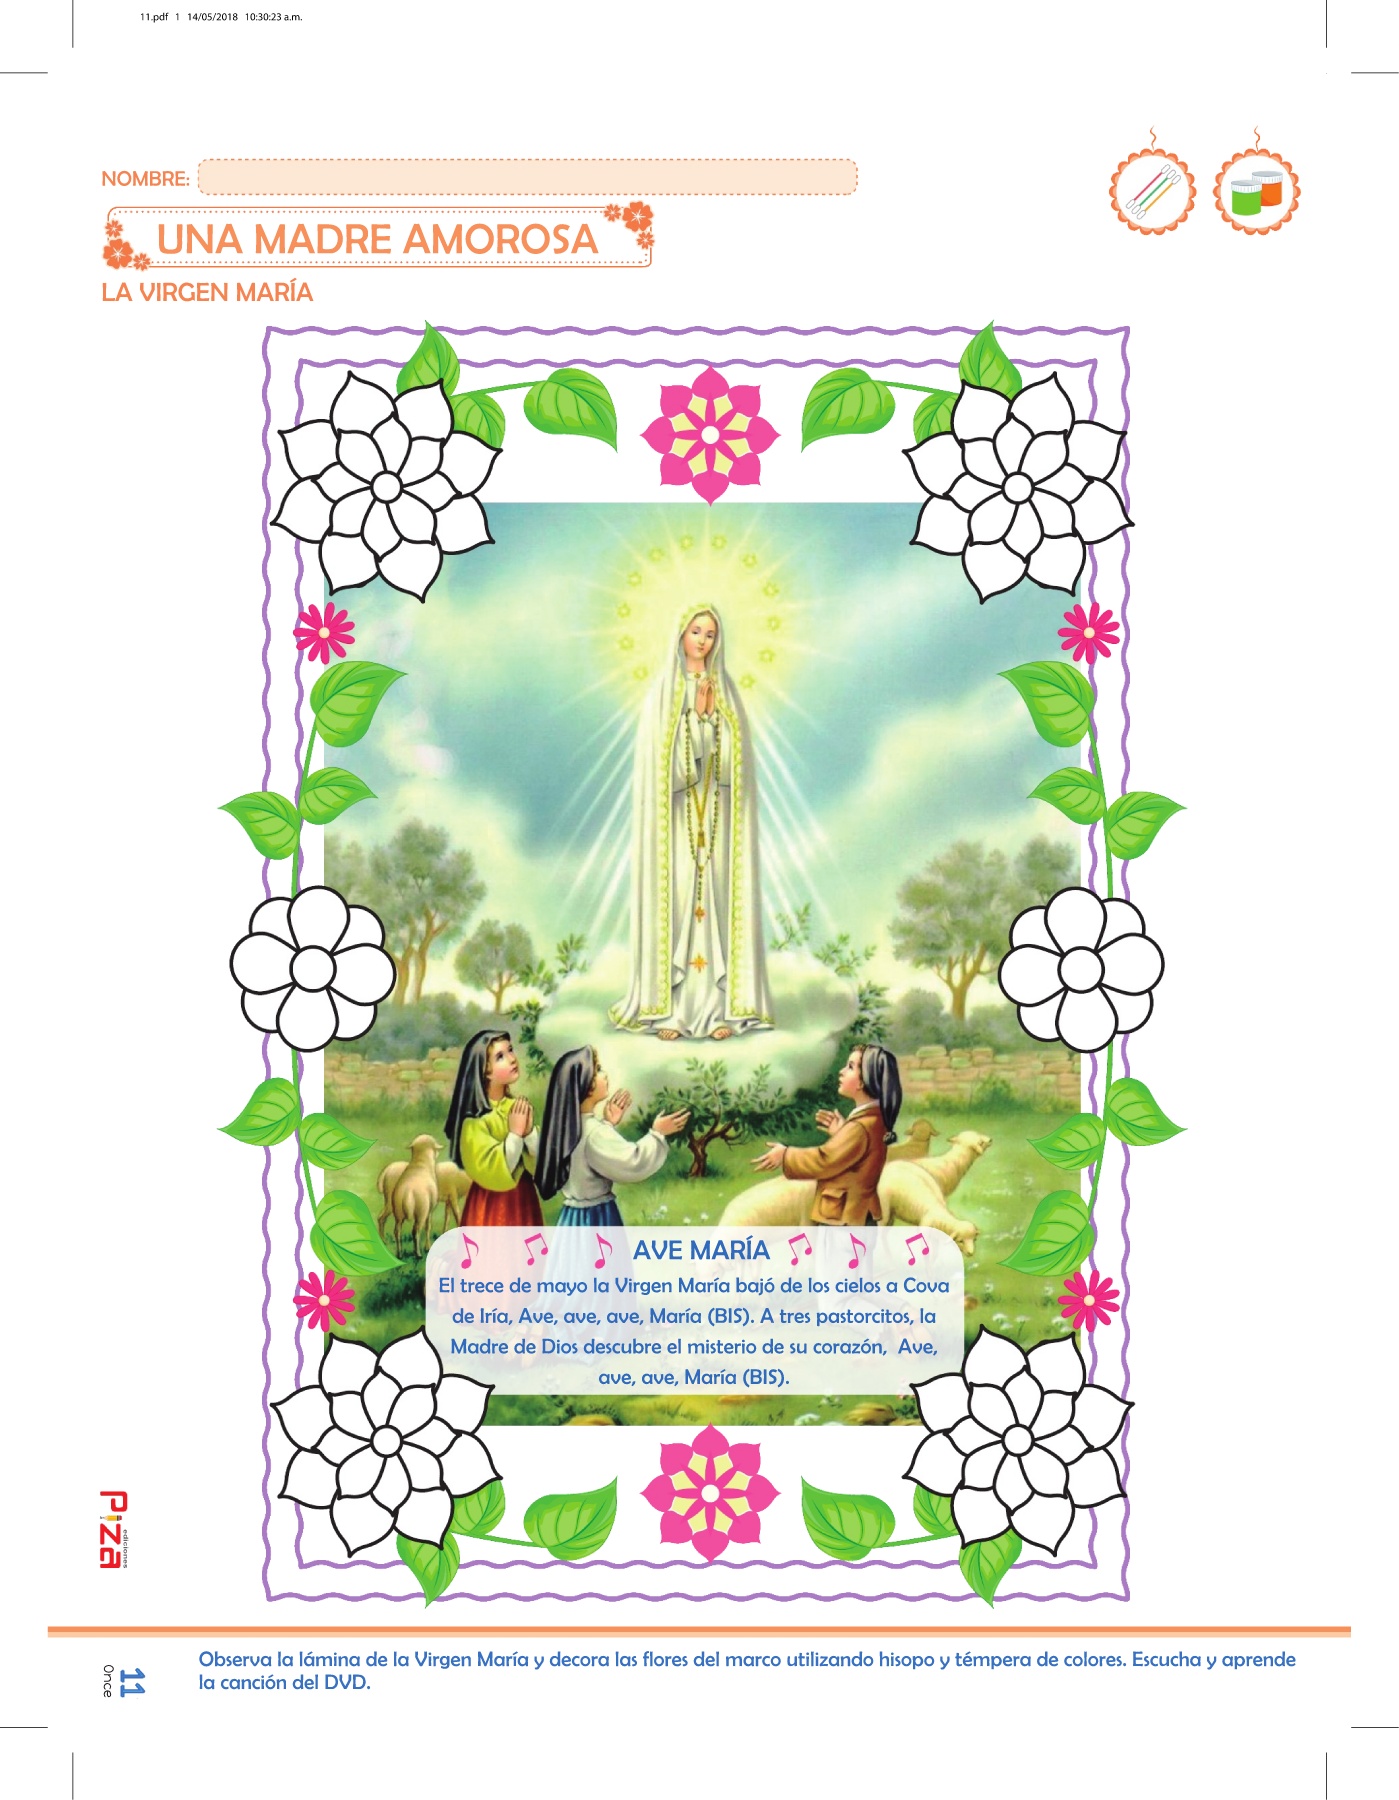 11.pdf 1 14/05/2018 10:30:23 a.m.
NOMBRE:
UNA MADRE AMOROSA
LA VIRGEN MARÍA
AVE MARÍA
El trece de mayo la Virgen María bajó de los cielos a Cova
de Iría, Ave, ave, ave, María (BIS). A tres pastorcitos, la
Madre de Dios descubre el misterio de su corazón, Ave,
ave, ave, María (BIS).
Piza
ediciones
11
Once
Observa la lámina de la Virgen María y decora las flores del marco utilizando hisopo y témpera de colores. Escucha y aprende
la canción del DVD.